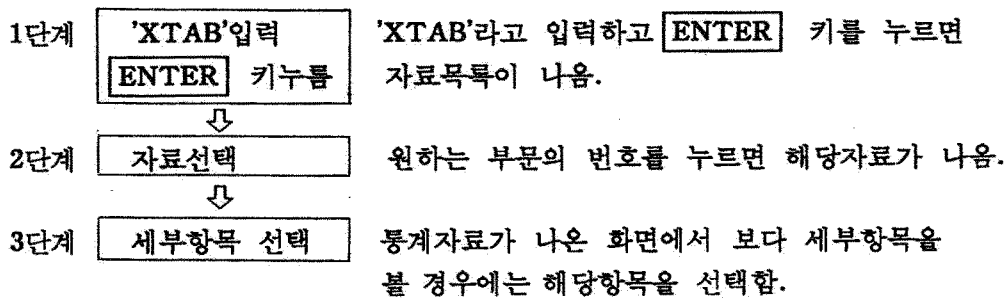 1단계 'XTAB'입력 'XTAB'라고 입력하고 ENTER 키를 누르면
ENTER 키누름 자료목록이 나옴.
⇩
2단계 자료선택 원하는 부문의 번호를 누르면 해당자료가 나옴.
⇩
3단계 세부항목 선택 통계자료가 나온 화면에서 보다 세부항목을
볼 경우에는 해당항목을 선택함.